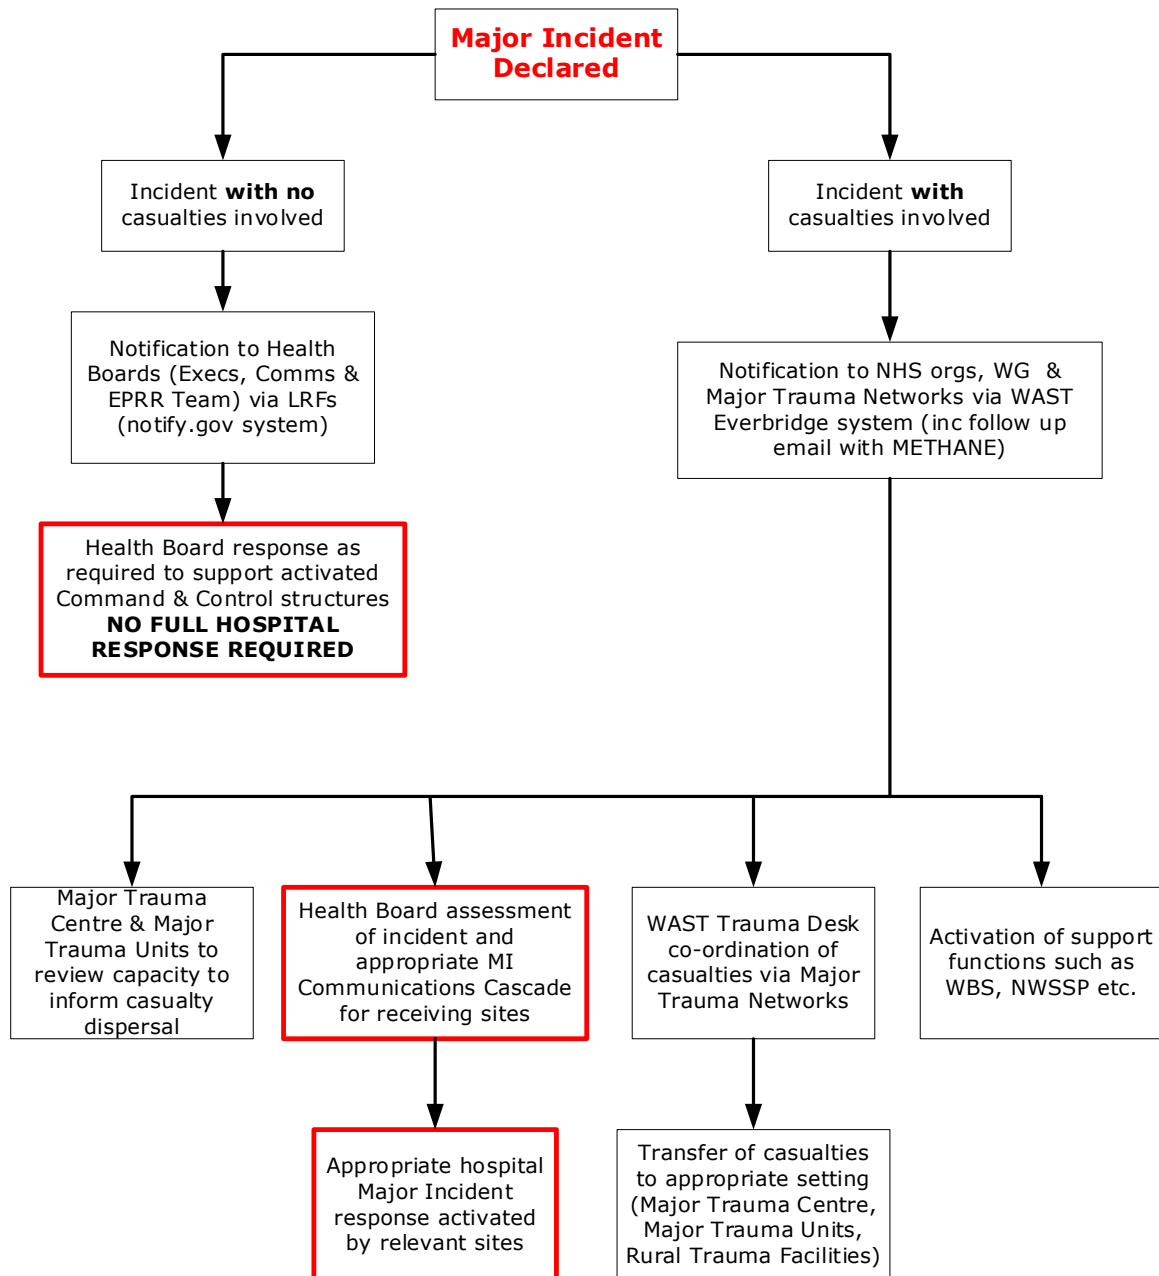 Major Incident
Declared
Incident with no
casualties involved
Incident with
casualties involved
Notification to Health
Boards (Execs, Comms &
EPRR Team) via LRFs
(notify.gov system)
Notification to NHS orgs, WG &
Major Trauma Networks via WAST
Everbridge system (inc follow up
email with METHANE)
Health Board response as
required to support activated
Command & Control structures
NO FULL HOSPITAL
RESPONSE REQUIRED
Major Trauma
Centre & Major
Trauma Units to
review capacity to
inform casualty
dispersal
Health Board assessment
of incident and
appropriate MI
Communications Cascade
for receiving sites
WAST Trauma Desk
co-ordination of
casualties via Major
Trauma Networks
Activation of support
functions such as
WBS, NWSSP etc.
Appropriate hospital
Major Incident
response activated
by relevant sites
Transfer of casualties
to appropriate setting
(Major Trauma Centre,
Major Trauma Units,
Rural Trauma Facilities)